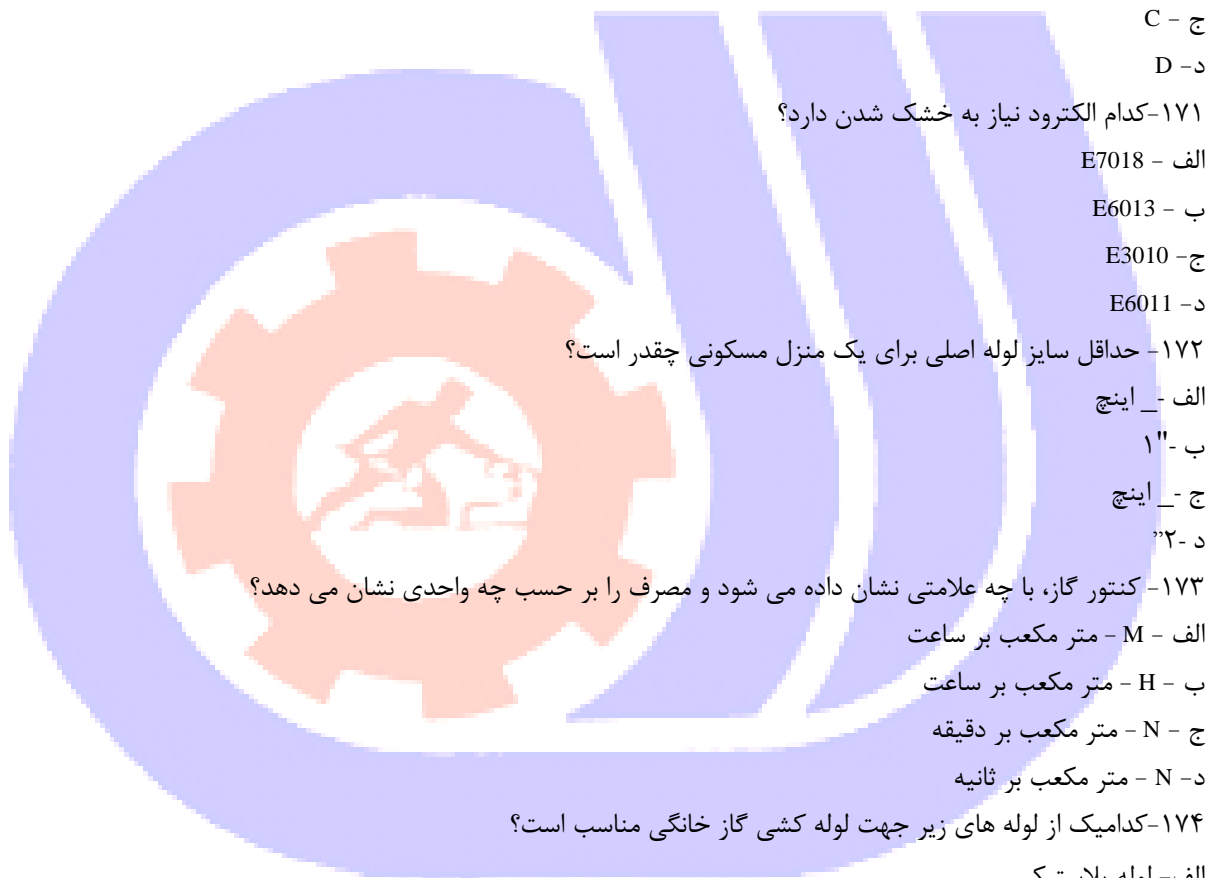 ج - C
د- D
۱۷۱-کدام الکترود نیاز به خشک شدن دارد؟
الف - E7018
ب - E6013
ج- E3010
د- E6011
۱۷۲- حداقل سایز لوله اصلی برای یک منزل مسکونی چقدر است؟
الف -_ اینچ
ب -"۱
ج -_ اینچ
د -۲”
۱۷۳- کنتور گاز، با چه علامتی نشان داده می شود و مصرف را بر حسب چه واحدی نشان می دهد؟
الف - M - متر مکعب بر ساعت
ب - H - متر مکعب بر ساعت
ج - N - متر مکعب بر دقیقه
د- N - متر مکعب بر ثانیه
۱۷۴-کدامیک از لوله های زیر جهت لوله کشی گاز خانگی مناسب است؟
الف- لوله